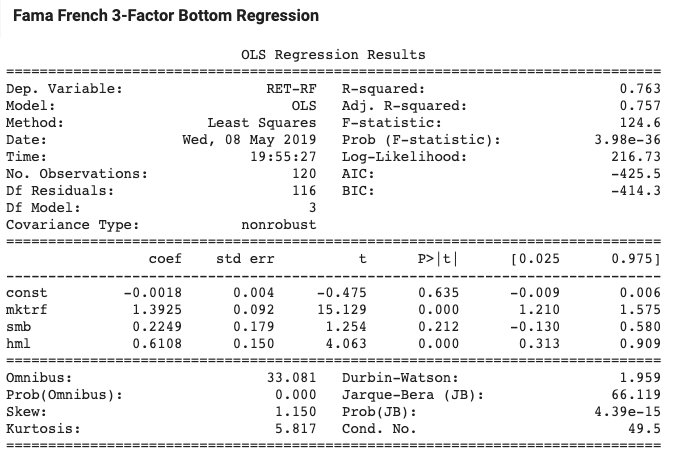 Fama French 3-Factor Bottom Regression
OLS Regression Results
==============================================================================
Dep. Variable: RET-RF R-squared: 0.763
Model: OLS Adj. R-squared: 0.757
Method: Least Squares F-statistic: 124.6
Date: Wed, 08 May 2019 Prob (F-statistic): 3.98e-36
Time: 19:55:27 Log-Likelihood: 216.73
No. Observations: 120 AIC: -425.5
Df Residuals: 116 BIC: -414.3
Df Model: 3
Covariance Type: nonrobust
==============================================================================
coef std err t P>|t| [0.025 0.975]
------------------------------------------------------------------------------
const -0.0018 0.004 -0.475 0.635 -0.009 0.006
mktrf 1.3925 0.092 15.129 0.000 1.210 1.575
smb 0.2249 0.179 1.254 0.212 -0.130 0.580
hml 0.6108 0.150 4.063 0.000 0.313 0.909
==============================================================================
Omnibus: 33.081 Durbin-Watson: 1.959
Prob(Omnibus): 0.000 Jarque-Bera (JB): 66.119
Skew: 1.150 Prob(JB): 4.39e-15
Kurtosis: 5.817 Cond. No. 49.5
==============================================================================